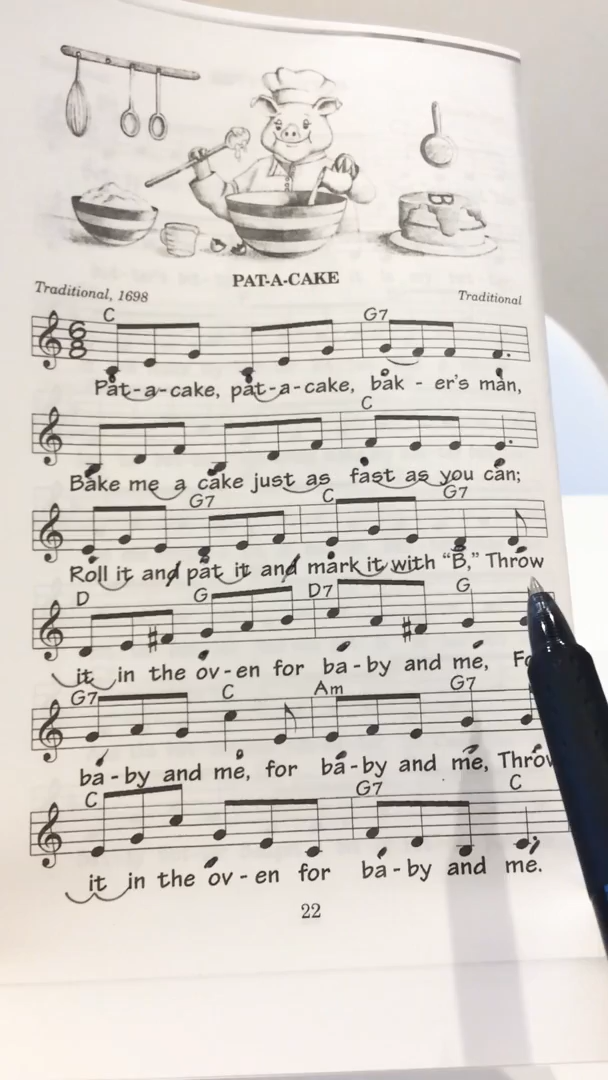 PAT-A-CAKE
Traditional, 1698 Traditional
C G7
6
8
Pat-a-cake, pat-a-cake, bak - er's man,
C
Bake me a cake just as fast as you can;
G7 C G7
Roll it and pat it and mark it with “B,” Throw
D G D7 G
it in the ov-en for ba-by and me,
G7 C Am G7
ba-by and me, for ba-by and me, Throw
C G7 C
it in the ov-en for ba-by and me.
22